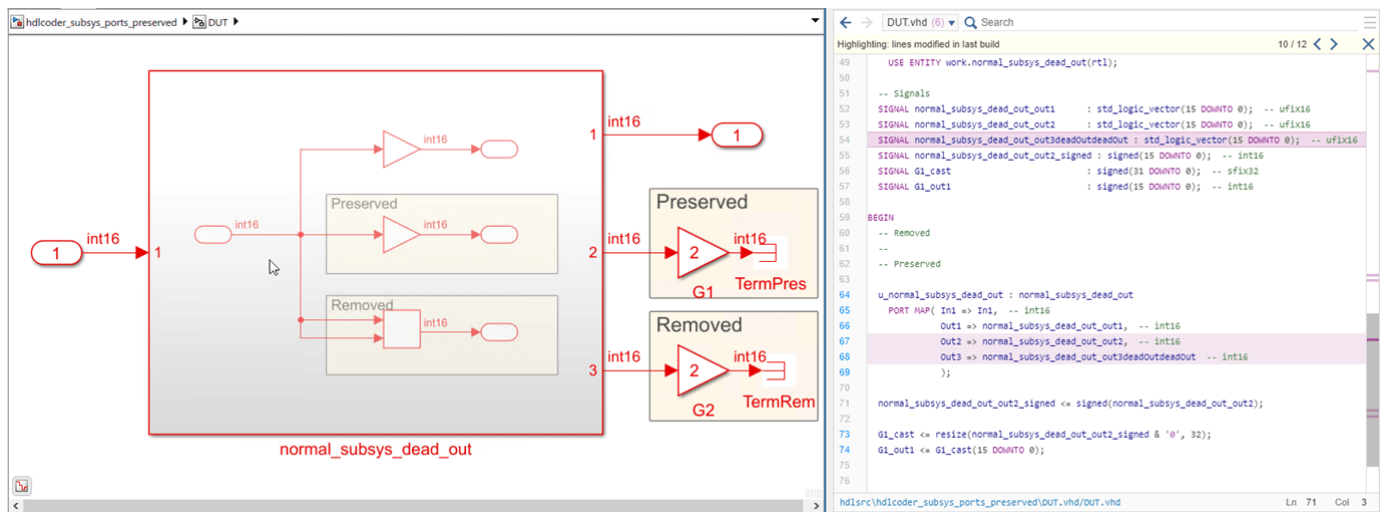 hdlcoder_subsys_ports_preserved DUT
int16
1
int16
1
int16
int16
Preserved
int16
Removed
int16
1
int16
1
2
int16
3
int16
Preserved
2
int16
G1
TermPres
Removed
2
int16
G2
TermRem
normal_subsys_dead_out
DUT.vhd (6) Search
Highlighting: lines modified in last build 10 / 12
49 USE ENTITY work.normal_subsys_dead_out(rtl);
50
51 -- Signals
52 SIGNAL normal_subsys_dead_out_out1 : std_logic_vector(15 DOWNTO 0); -- ufix16
53 SIGNAL normal_subsys_dead_out_out2 : std_logic_vector(15 DOWNTO 0); -- ufix16
54 SIGNAL normal_subsys_dead_out_out3deadOutdeadOut : std_logic_vector(15 DOWNTO 0); -- ufix16
55 SIGNAL normal_subsys_dead_out_out2_signed : signed(15 DOWNTO 0); -- int16
56 SIGNAL G1_cast : signed(31 DOWNTO 0); -- sfix32
57 SIGNAL G1_out1 : signed(15 DOWNTO 0); -- int16
58
59 BEGIN
60 -- Removed
61 --
62 -- Preserved
63
64 u_normal_subsys_dead_out : normal_subsys_dead_out
65 PORT MAP( In1 => In1, -- int16
66 Out1 => normal_subsys_dead_out_out1, -- int16
67 Out2 => normal_subsys_dead_out_out2, -- int16
68 Out3 => normal_subsys_dead_out_out3deadOutdeadOut -- int16
69 );
70
71 normal_subsys_dead_out_out2_signed <= signed(normal_subsys_dead_out_out2);
72
73 G1_cast <= resize(normal_subsys_dead_out_out2_signed & '0', 32);
74 G1_out1 <= G1_cast(15 DOWNTO 0);
75
76
hdlsrc\hdlcoder_subsys_ports_preserved\DUT.vhd/DUT.vhd Ln 71 Col 3